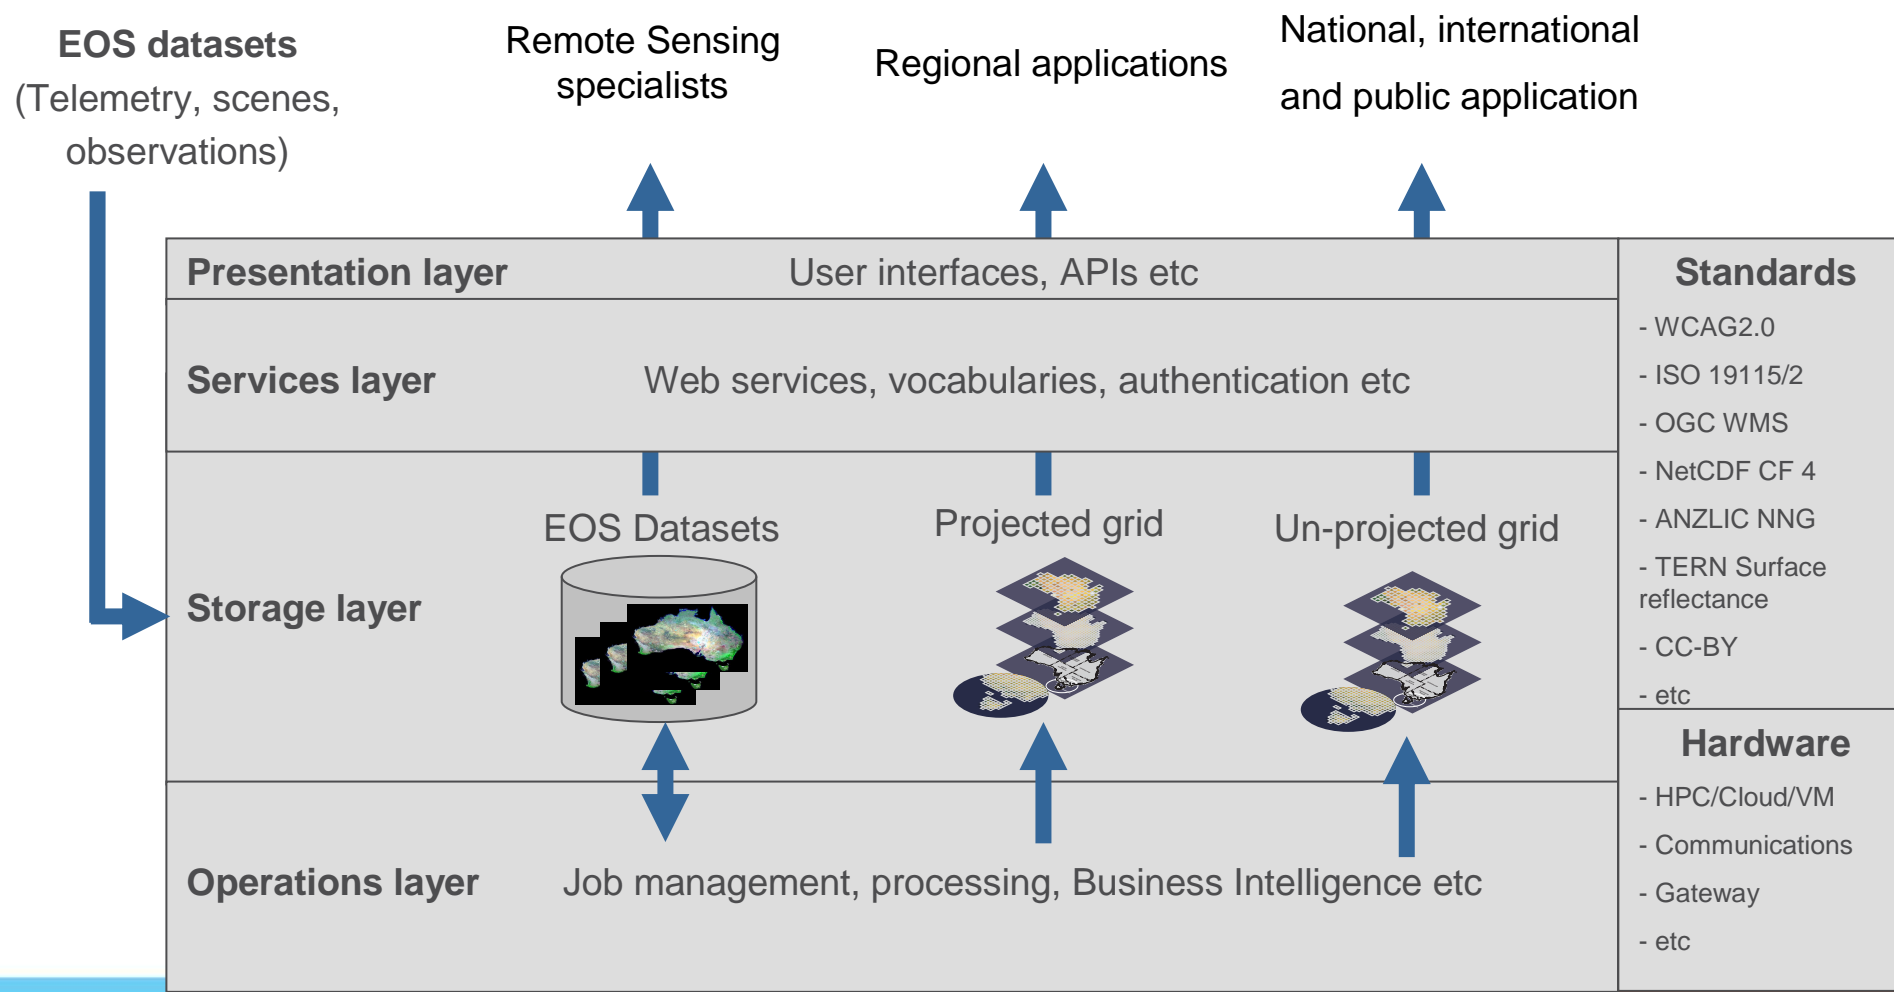 EOS datasets
(Telemetry, scenes,
observations)
Remote Sensing
specialists
Regional applications
National, international
and public application
Presentation layer
User interfaces, APIs etc
Services layer
Web services, vocabularies, authentication etc
Storage layer
EOS Datasets
Projected grid
Un-projected grid
Operations layer
Job management, processing, Business Intelligence etc
Standards
- WCAG2.0
- ISO 19115/2
- OGC WMS
- NetCDF CF 4
- ANZLIC NNG
- TERN Surface
reflectance
- CC-BY
- etc
Hardware
- HPC/Cloud/VM
- Communications
- Gateway
- etc